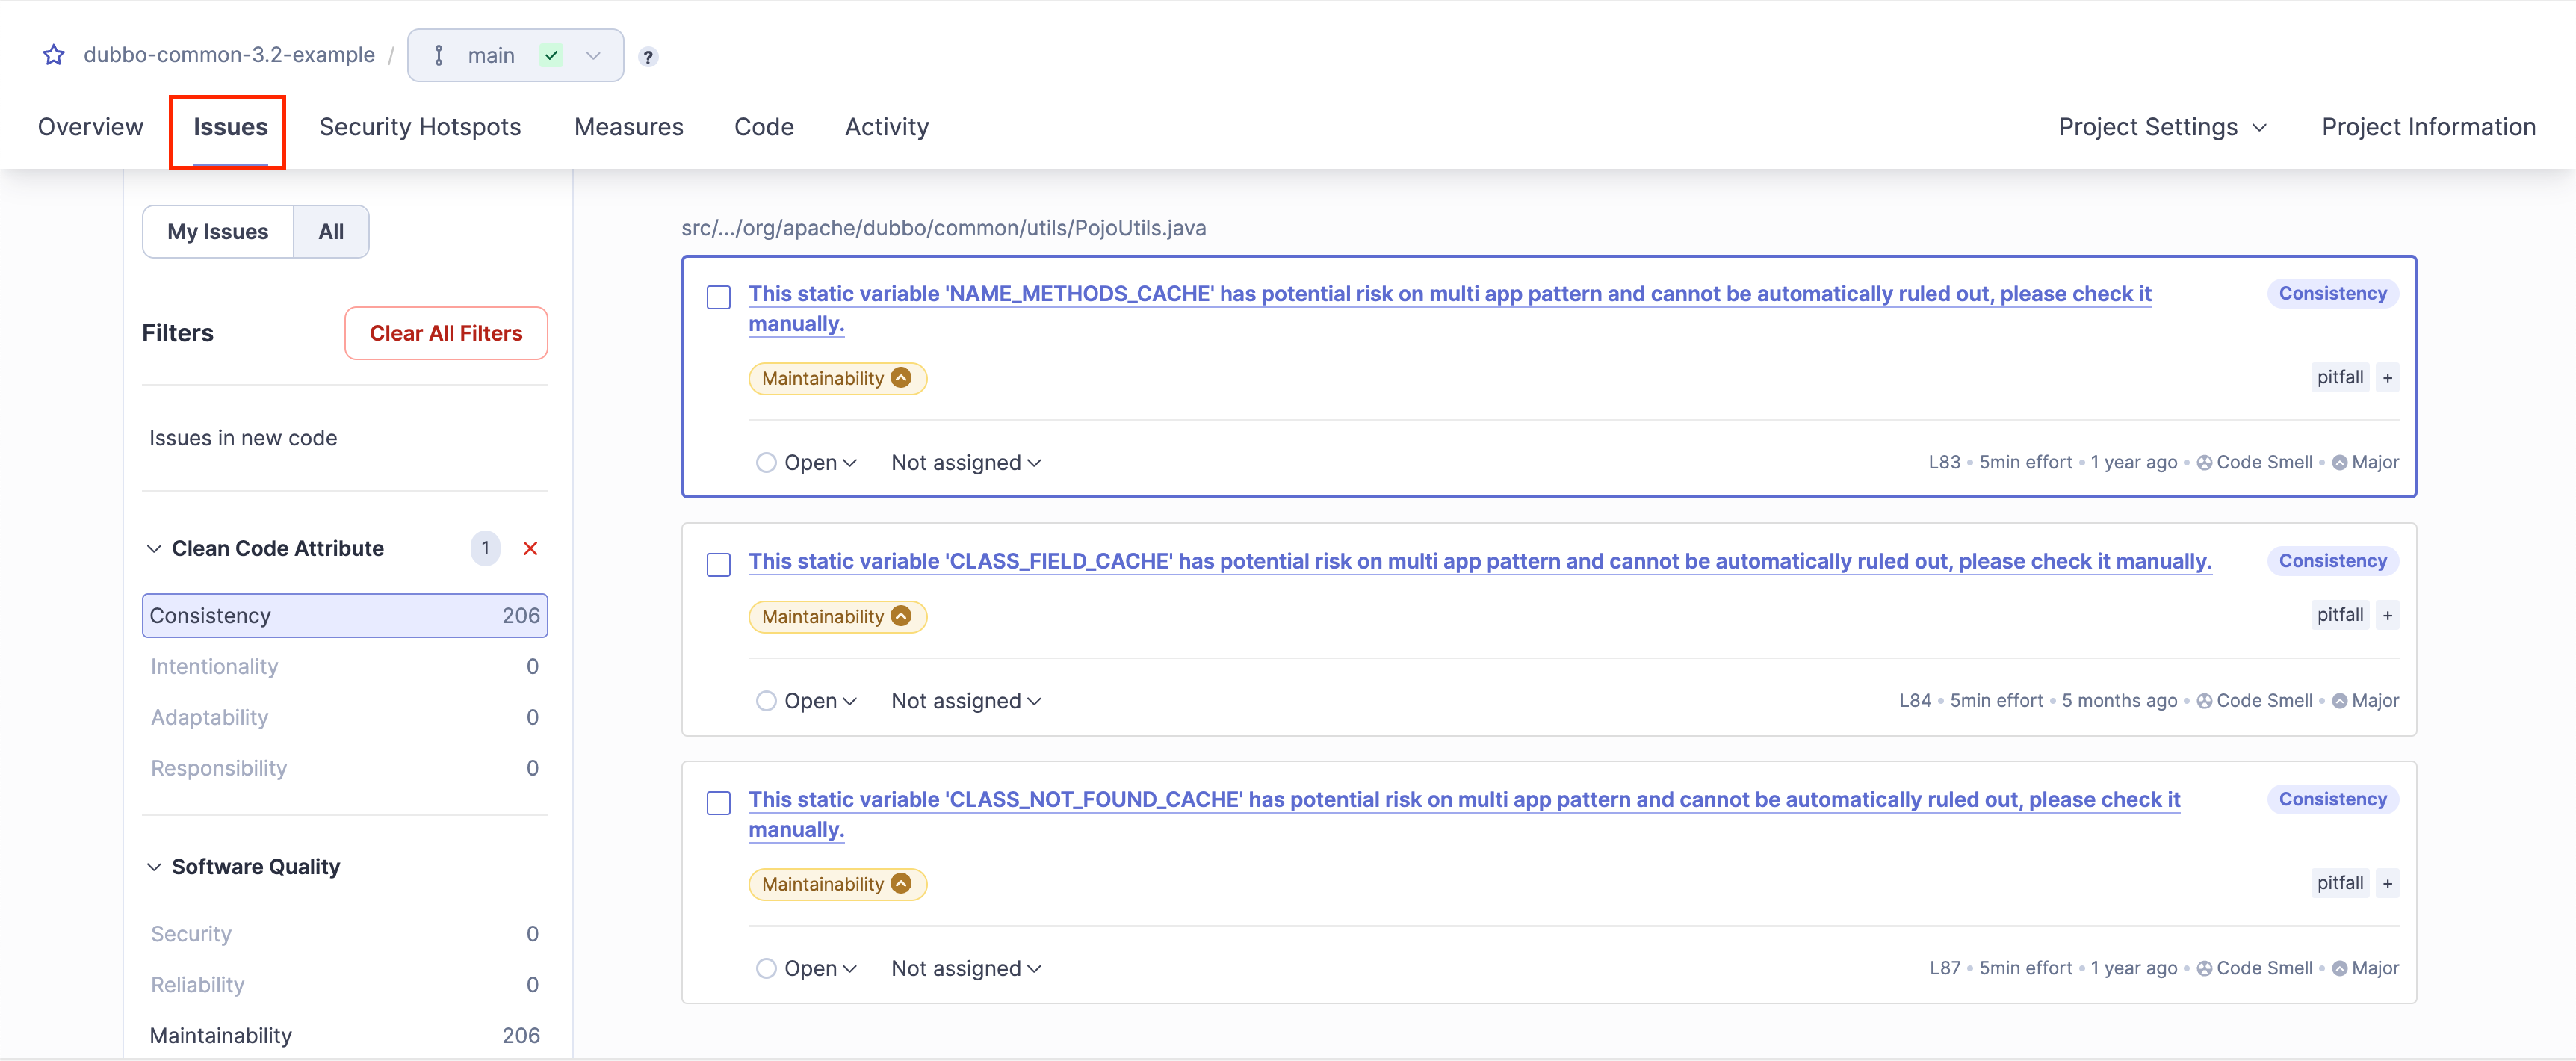 dubbo-common-3.2-example / main ?
Overview Issues Security Hotspots Measures Code Activity Project Settings Project Information
My Issues All
Filters Clear All Filters
Issues in new code
Clean Code Attribute 1
Consistency 206
Intentionality 0
Adaptability 0
Responsibility 0
Software Quality
Security 0
Reliability 0
Maintainability 206
src/.../org/apache/dubbo/common/utils/PojoUtils.java
This static variable 'NAME_METHODS_CACHE' has potential risk on multi app pattern and cannot be automatically ruled out, please check it
manually.
Consistency
Maintainability
pitfall +
Open Not assigned
L83 • 5min effort • 1 year ago • Code Smell • Major
This static variable 'CLASS_FIELD_CACHE' has potential risk on multi app pattern and cannot be automatically ruled out, please check it manually.
Consistency
Maintainability
pitfall +
Open Not assigned
L84 • 5min effort • 5 months ago • Code Smell • Major
This static variable 'CLASS_NOT_FOUND_CACHE' has potential risk on multi app pattern and cannot be automatically ruled out, please check it
manually.
Consistency
Maintainability
pitfall +
Open Not assigned
L87 • 5min effort • 1 year ago • Code Smell • Major